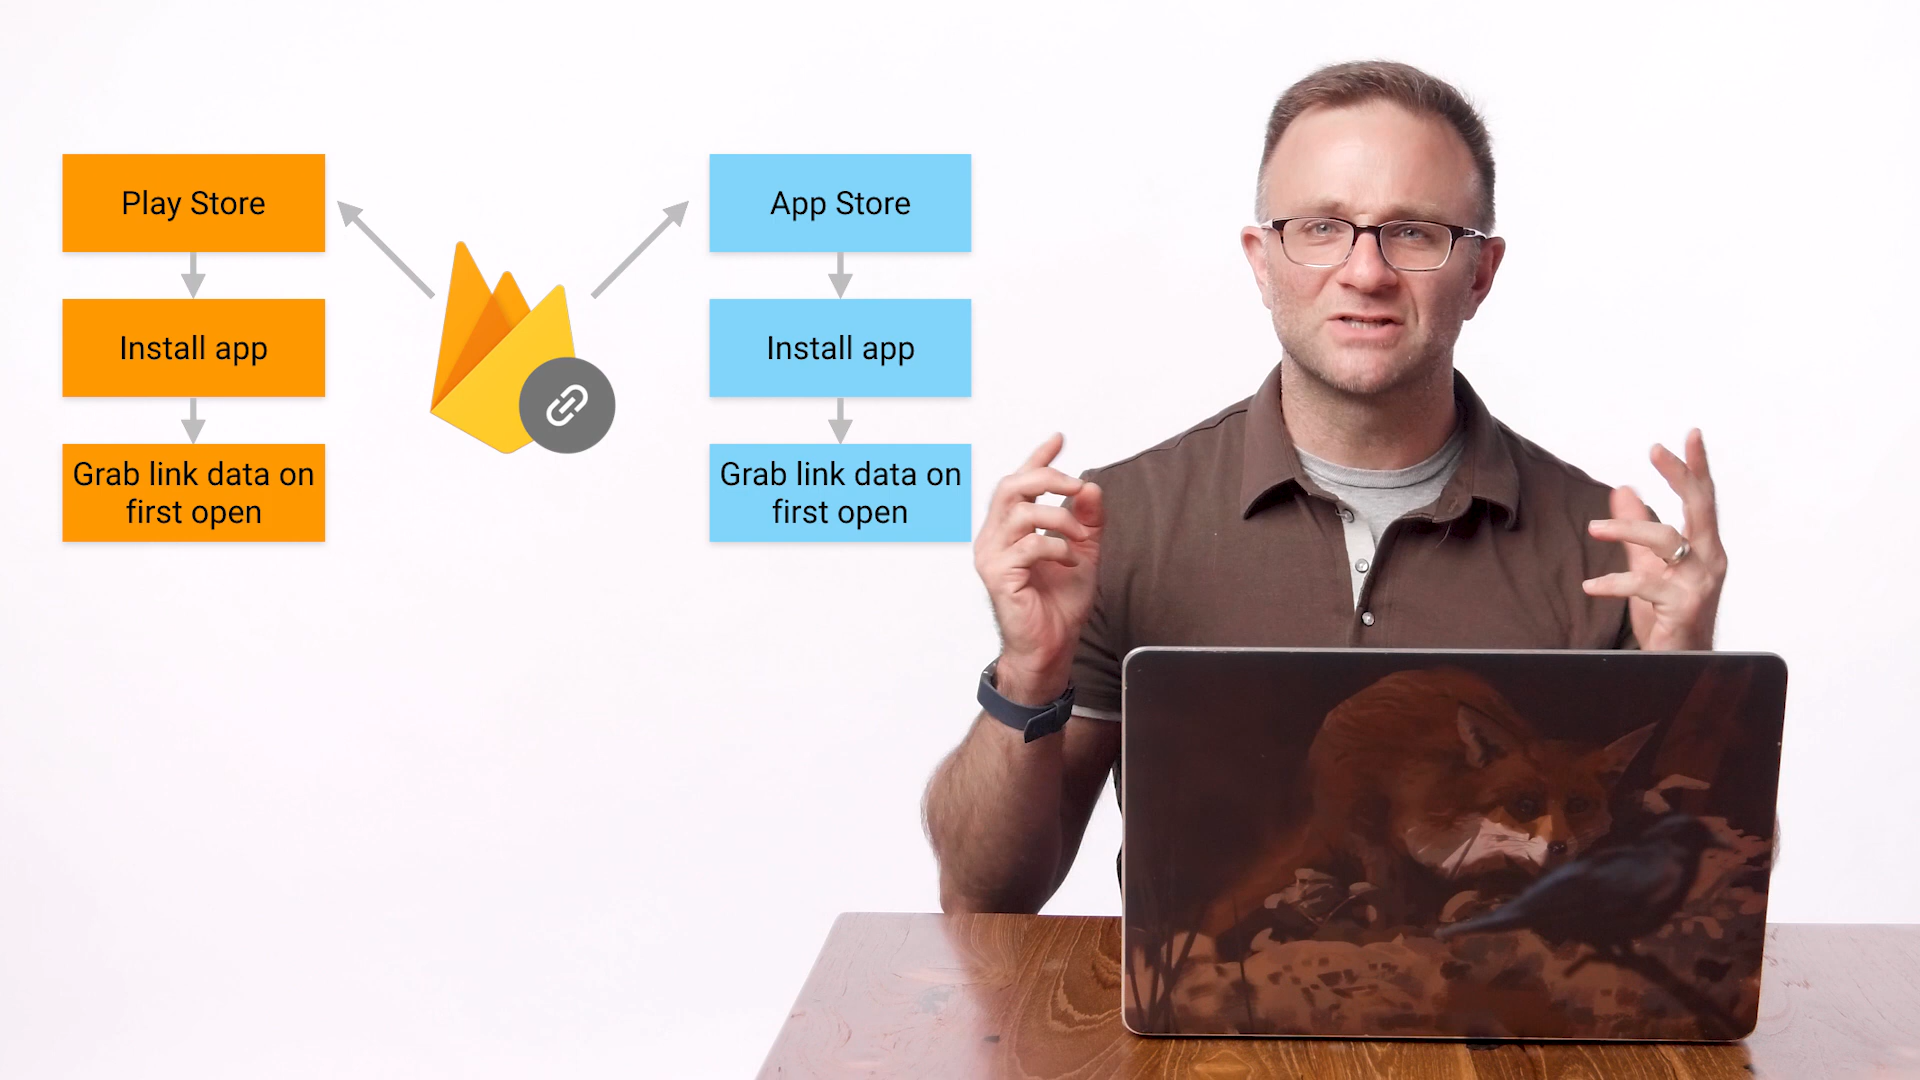 Play Store
Install app
Grab link data on
first open
App Store
Install app
Grab link data on
first open